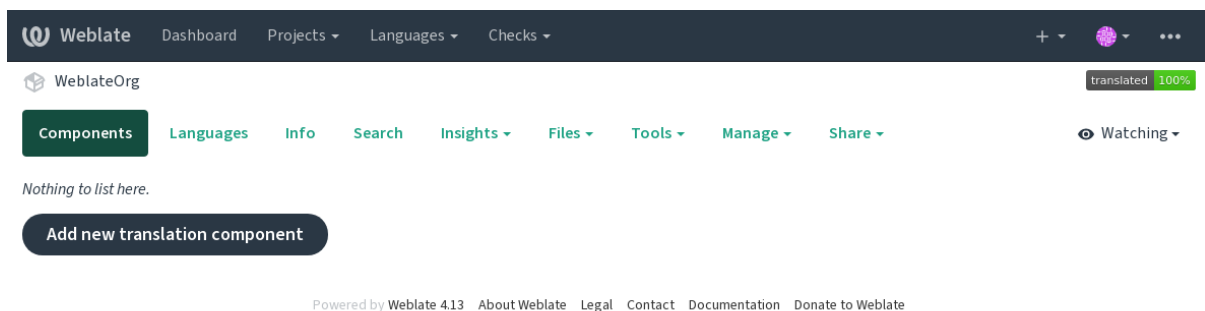 Weblate Dashboard Projects Languages Checks
WeblateOrg translated 100%
Components Languages Info Search Insights Files Tools Manage Share Watching
Nothing to list here.
Add new translation component
Powered by Weblate 4.13 About Weblate Legal Contact Documentation Donate to Weblate